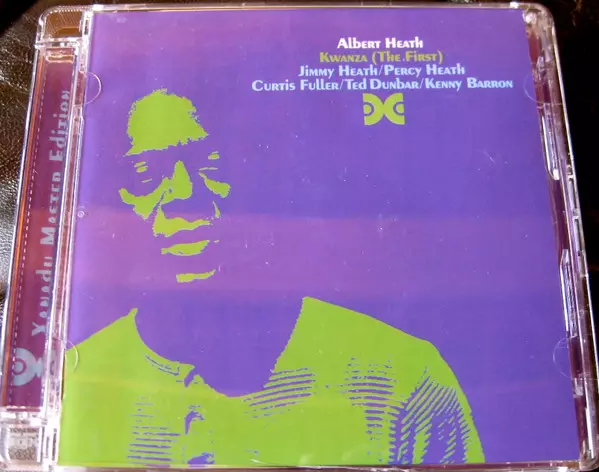 Albert Heath
Kwanza (The First)
Jimmy Heath/Percy Heath
Curtis Fuller/Ted Dunbar/Kenny Barron
Xanadu Master Edition